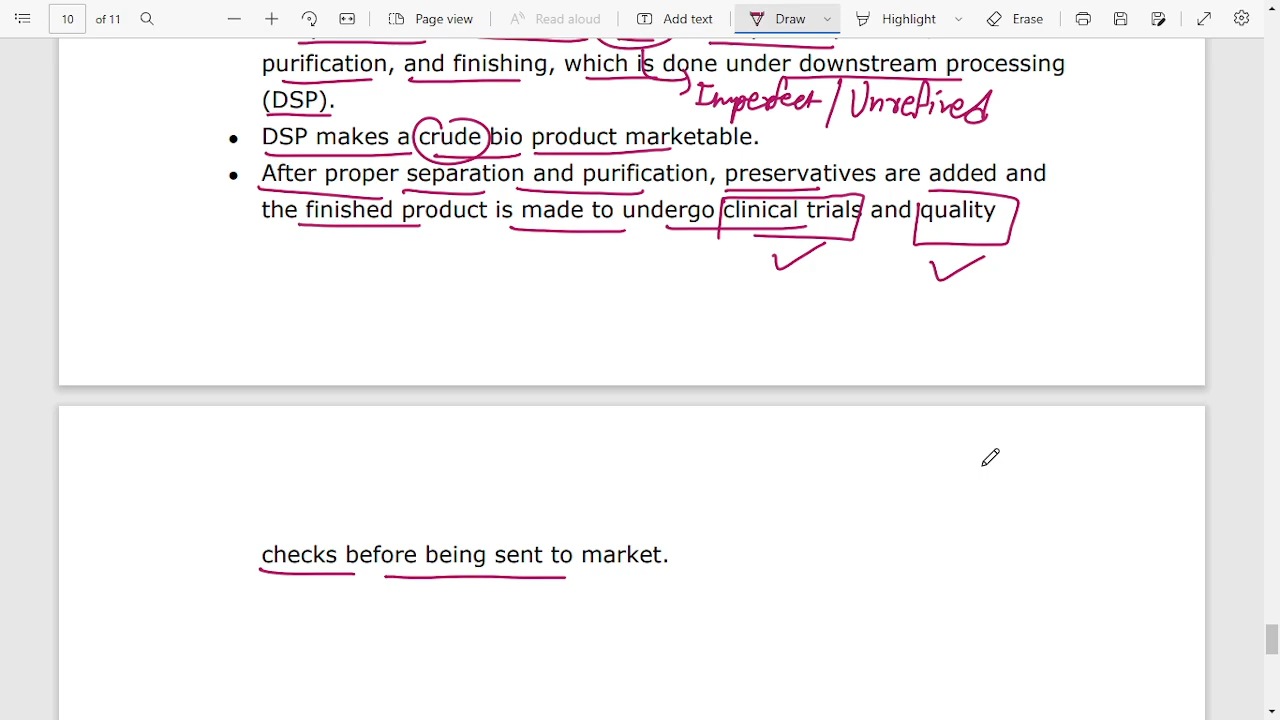 10 of 11 Page view Read aloud Add text Draw Highlight Erase
purification, and finishing, which is done under downstream processing
(DSP).
Imperfect / Unrefined
• DSP makes a crude bio product marketable.
• After proper separation and purification, preservatives are added and
the finished product is made to undergo clinical trials and quality
checks before being sent to market.